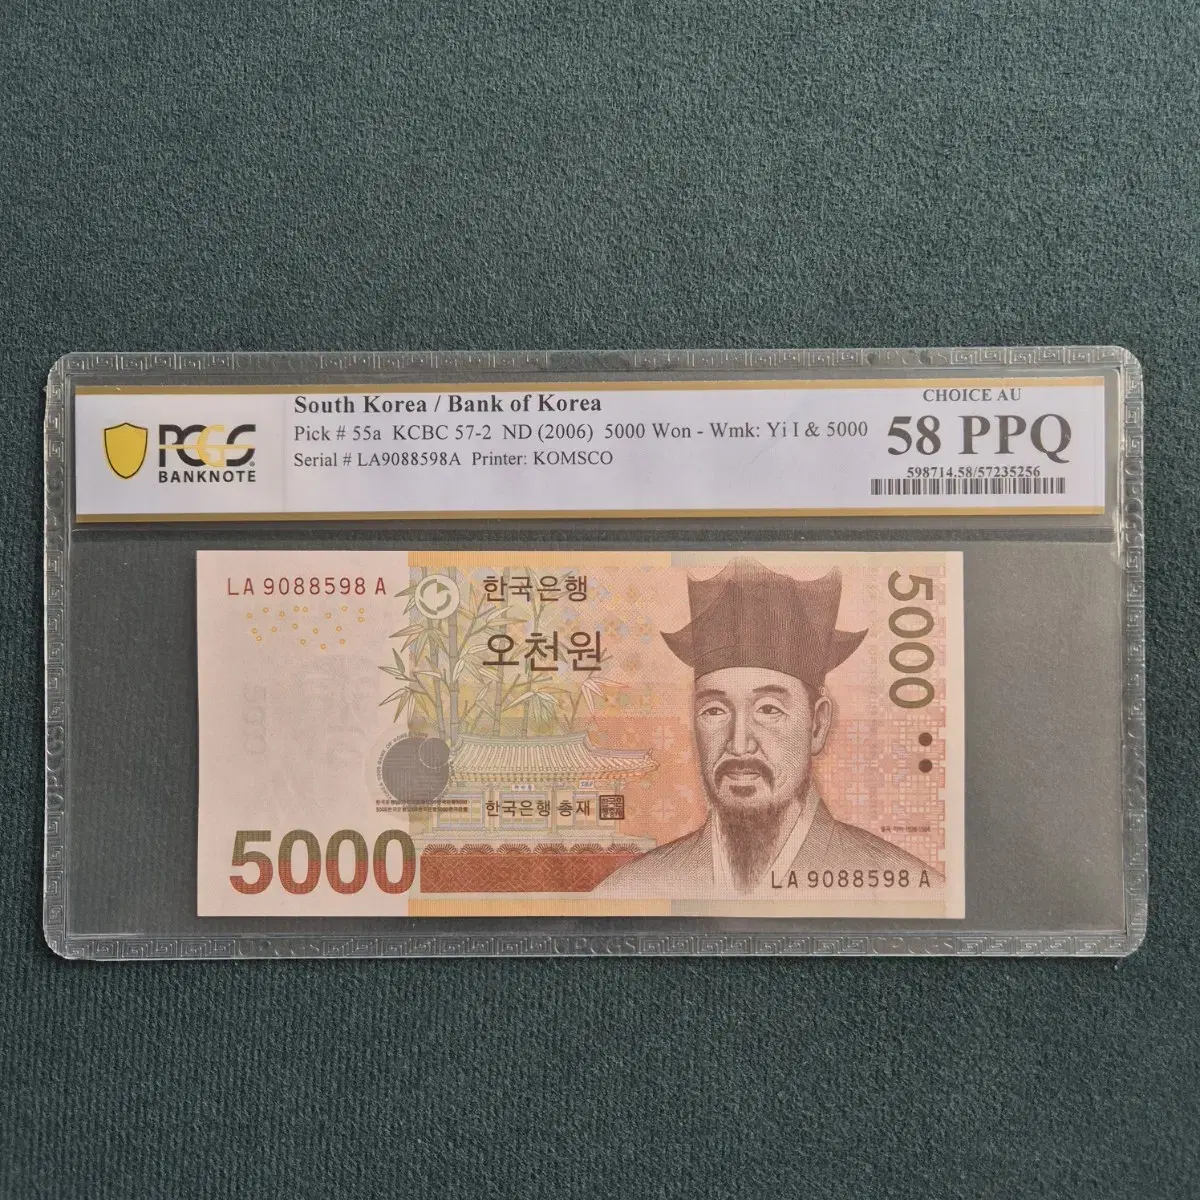 PCGS
BANKNOTE
South Korea / Bank of Korea
Pick # 55a KCBC 57-2 ND (2006) 5000 Won - Wmk: Yi I & 5000
Serial # LA9088598A Printer: KOMSCO
CHOICE AU
58 PPQ
598714.58/57235256
LA 9088598 A
한국은행
오천원
5000
한국은행 총재
5000
LA 9088598 A
PCGS